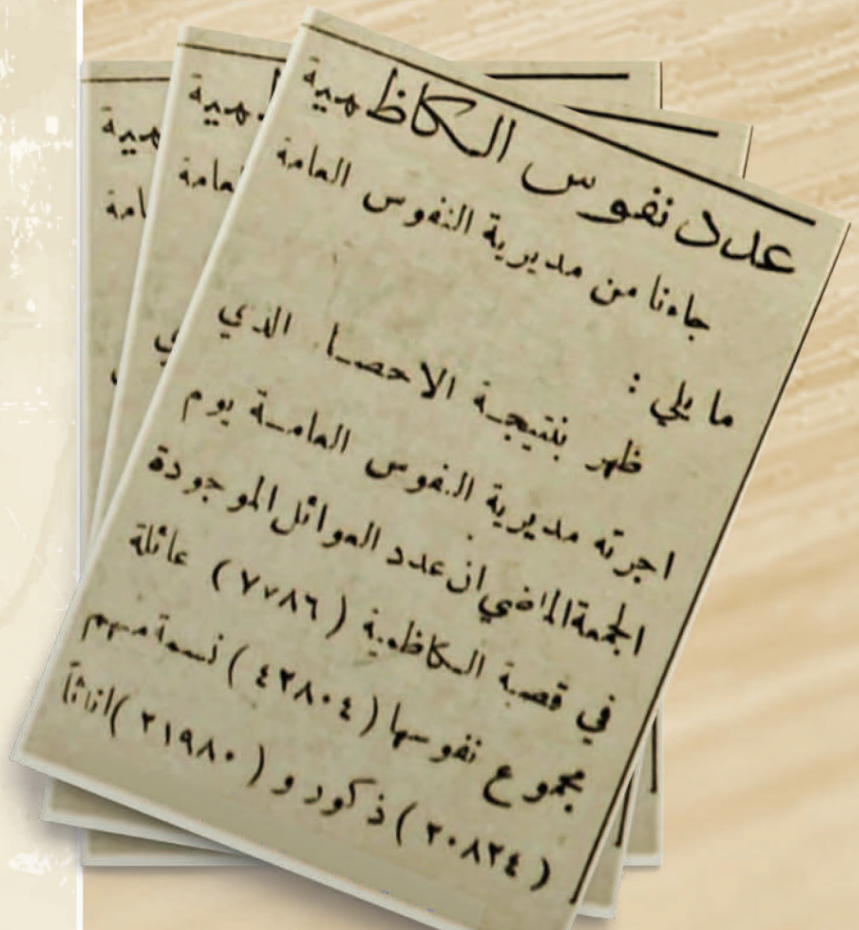 عدد نفوس الكاظمية
جاءنا من مديرية النفوس العامة
ما يلي :
ظهر بنتيجة الاحصاء الذي
اجرته مديرية النفوس العامة يوم
الجمعة الماضي ان عدد العوائل الموجودة
في قصبة الكاظمية ( ٧٧٨٦ ) عائلة
مجموع نفوسها ( ٤٢٨٠٤ ) نسمة منهم
( ٢٠٨٢٤ ) ذكور و ( ٢١٩٨٠ ) اناثاً